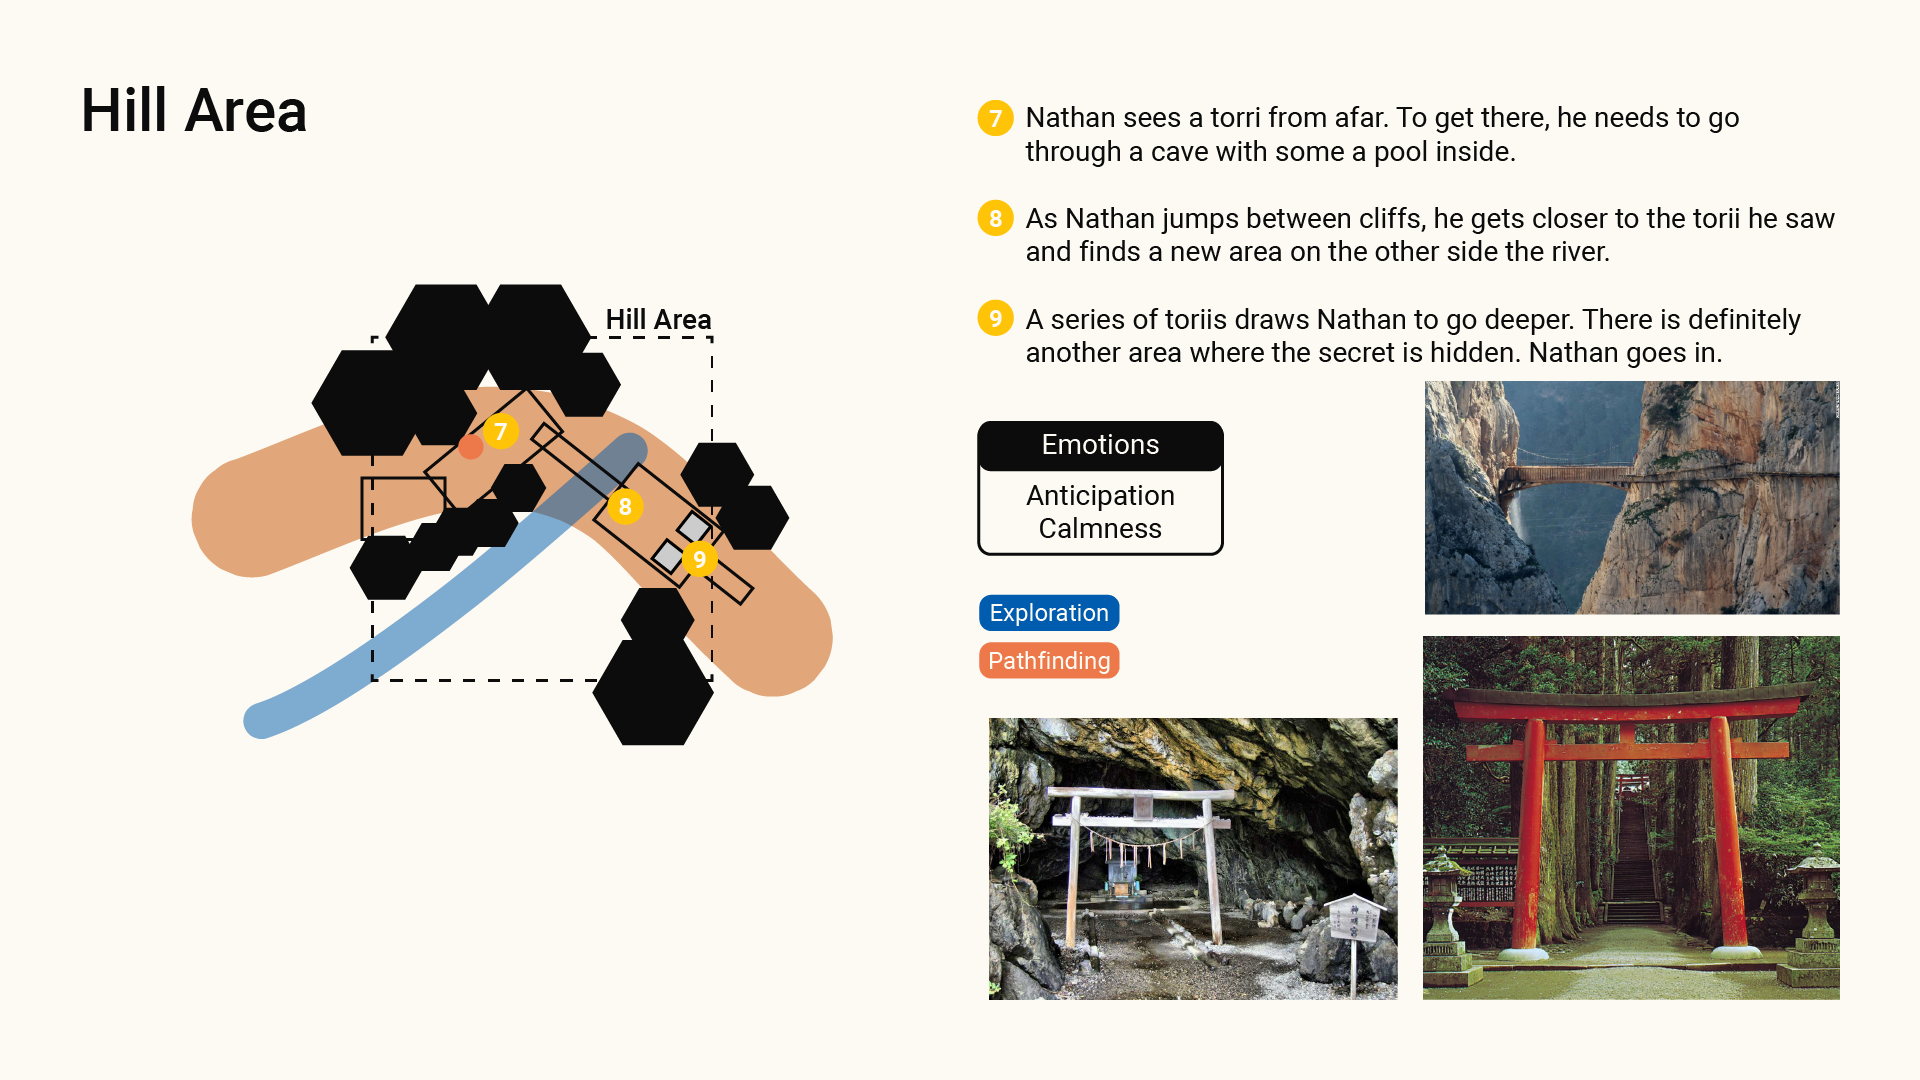 Hill Area
Hill Area
7
8
9
7 Nathan sees a torri from afar. To get there, he needs to go
through a cave with some a pool inside.
8 As Nathan jumps between cliffs, he gets closer to the torii he saw
and finds a new area on the other side the river.
9 A series of toriis draws Nathan to go deeper. There is definitely
another area where the secret is hidden. Nathan goes in.
Emotions
Anticipation
Calmness
Exploration
Pathfinding